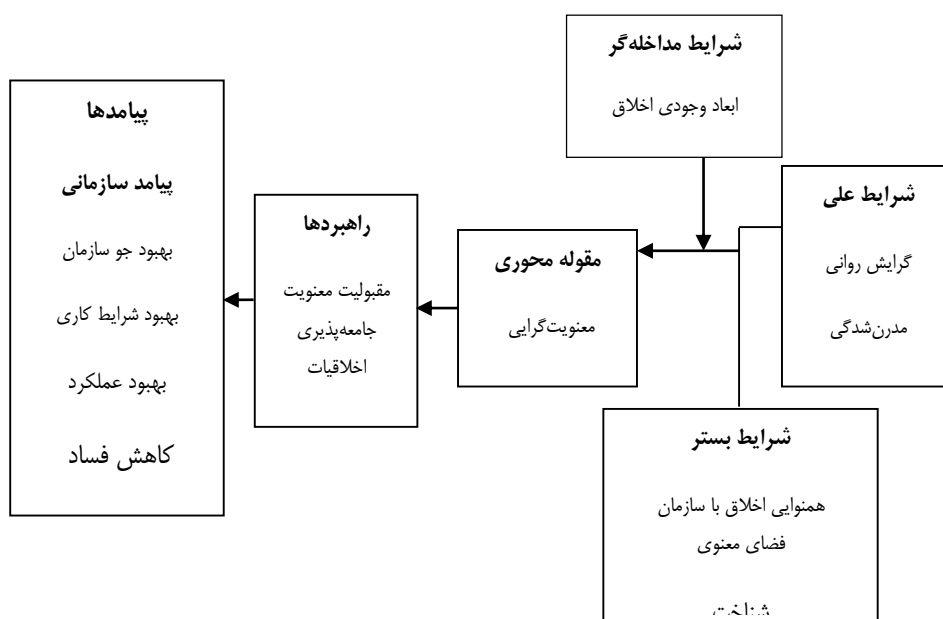 شرایط مداخله‌گر
ابعاد وجودی اخلاق
شرایط علی
گرایش روانی
مدرن‌شدگی
شرایط بستر
همنوایی اخلاق با سازمان
فضای معنوی
شناخت
مقوله محوری
معنویت‌گرایی
راهبردها
مقبولیت معنویت
جامعه‌پذیری
اخلاقیات
پیامدها
پیامد سازمانی
بهبود جو سازمان
بهبود شرایط کاری
بهبود عملکرد
کاهش فساد